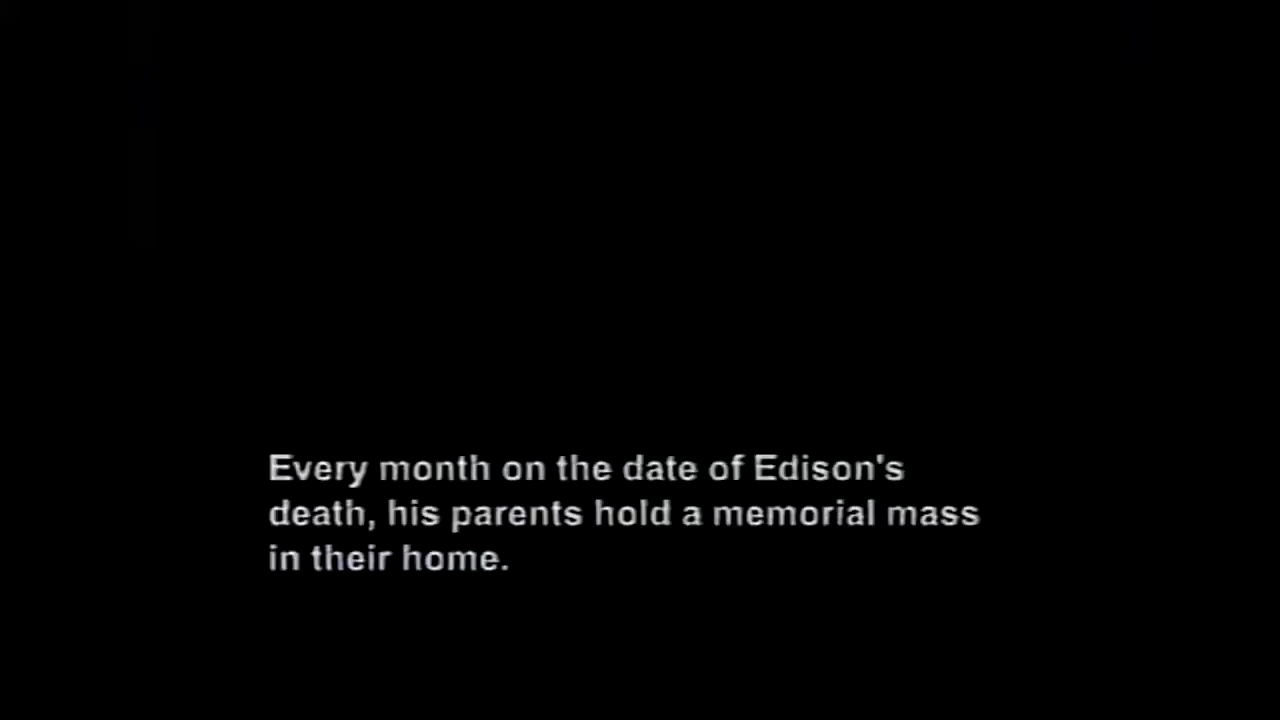 Every month on the date of Edison's
death, his parents hold a memorial mass
in their home.